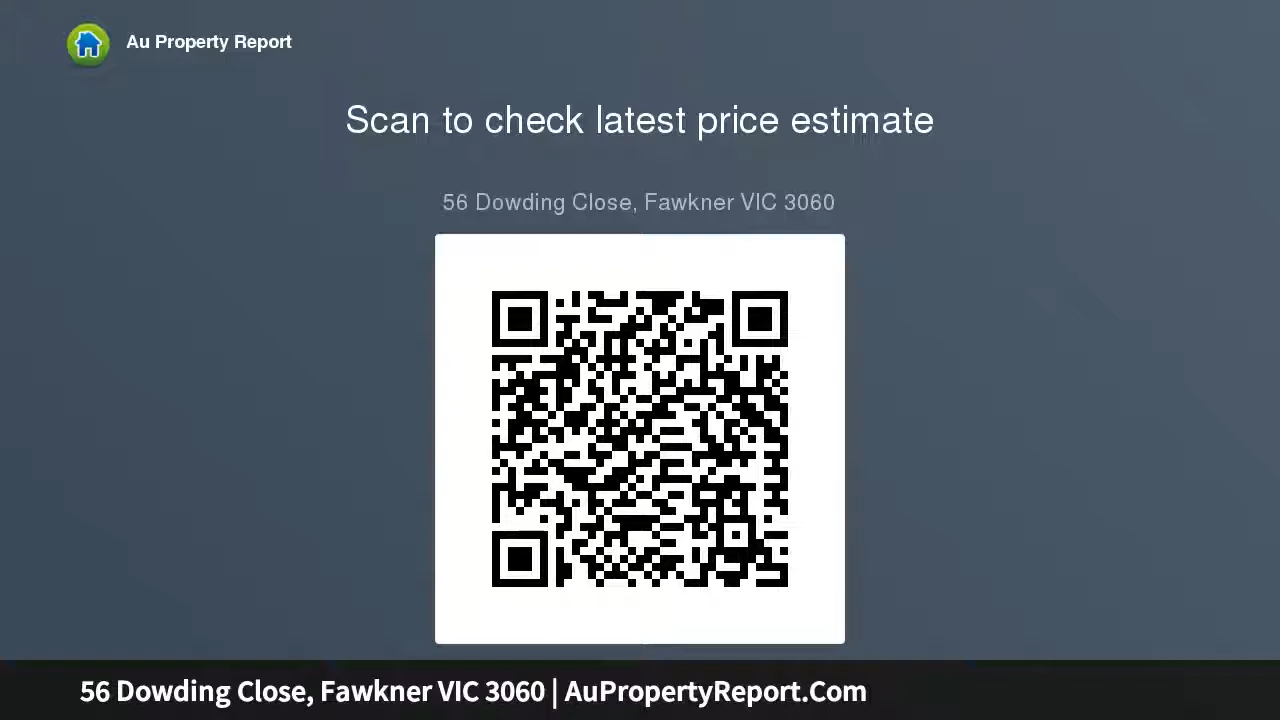 Au Property Report
Scan to check latest price estimate
56 Dowding Close, Fawkner VIC 3060
56 Dowding Close, Fawkner VIC 3060 | AuPropertyReport.Com